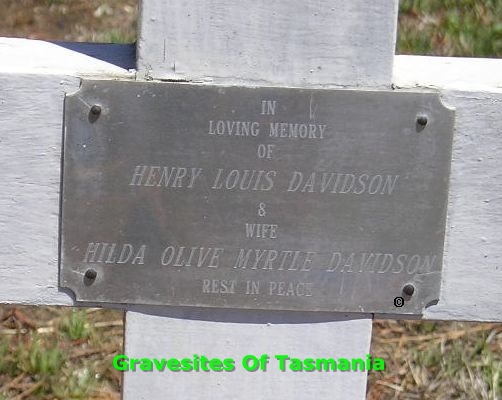 IN
LOVING MEMORY
OF
HENRY LOUIS DAVIDSON
&
WIFE
HILDA OLIVE MYRTLE DAVIDSON
REST IN PEACE
©
Gravesites Of Tasmania